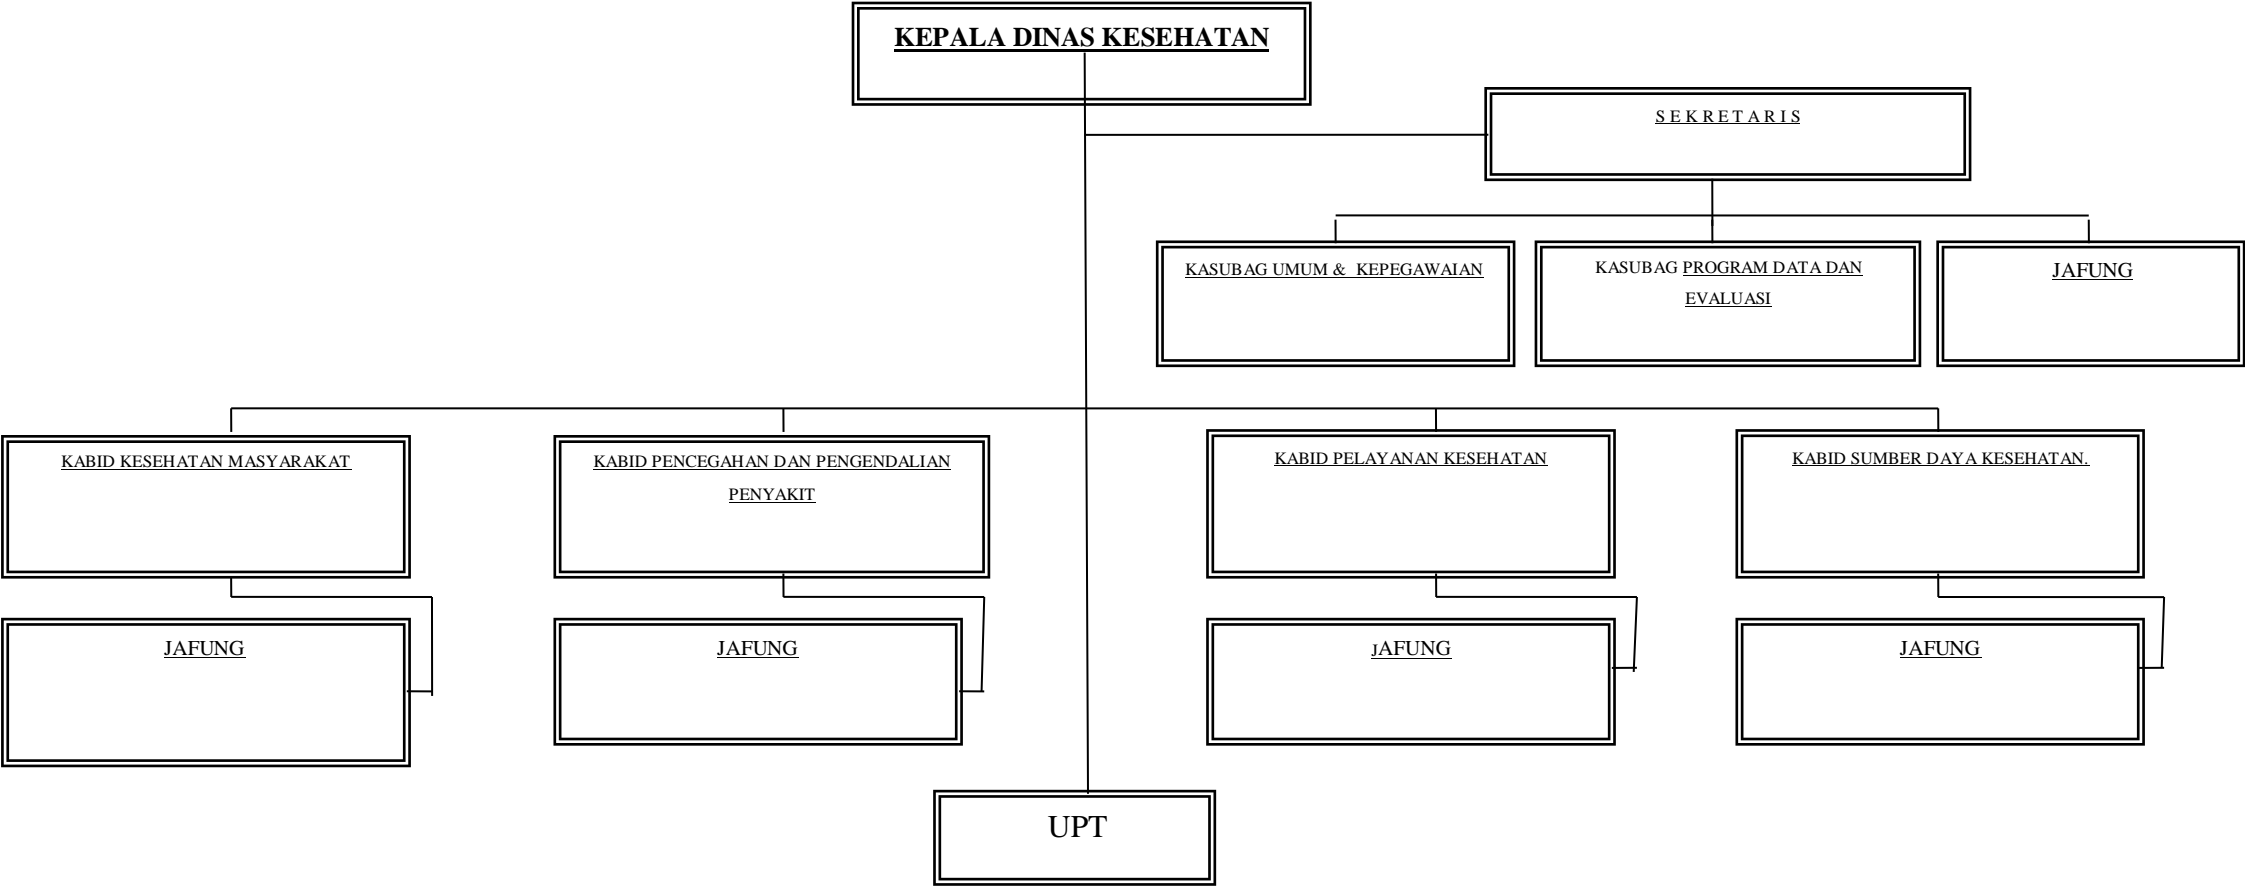 KEPALA DINAS KESEHATAN
S E K R E T A R I S
KASUBAG UMUM & KEPEGAWAIAN
KASUBAG PROGRAM DATA DAN
EVALUASI
JAFUNG
KABID KESEHATAN MASYARAKAT
KABID PENCEGAHAN DAN PENGENDALIAN
PENYAKIT
KABID PELAYANAN KESEHATAN
KABID SUMBER DAYA KESEHATAN.
JAFUNG
JAFUNG
JAFUNG
JAFUNG
UPT